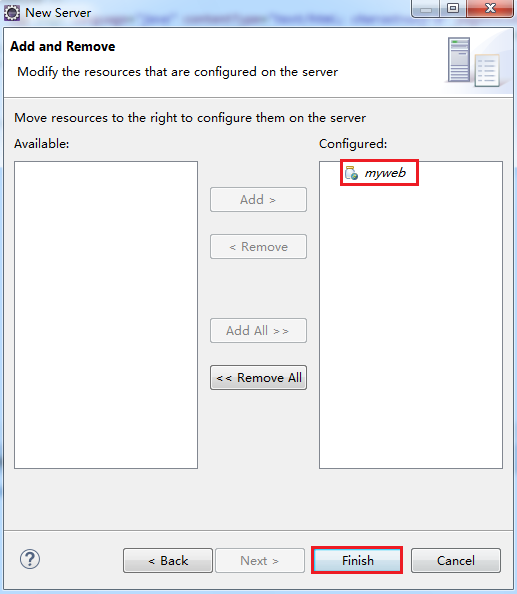 New Server
Add and Remove
Modify the resources that are configured on the server
Move resources to the right to configure them on the server
Available:
Configured:
myweb
Add >
< Remove
Add All >>
<< Remove All
?
< Back
Next >
Finish
Cancel